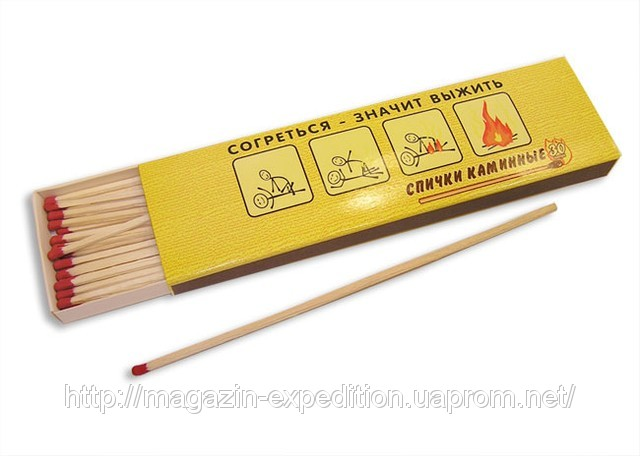 СОГРЕТЬСЯ - ЗНАЧИТ ВЫЖИТЬ
СПИЧКИ КАМИННЫЕ 30
http://magazin-expedition.uaprom.net/